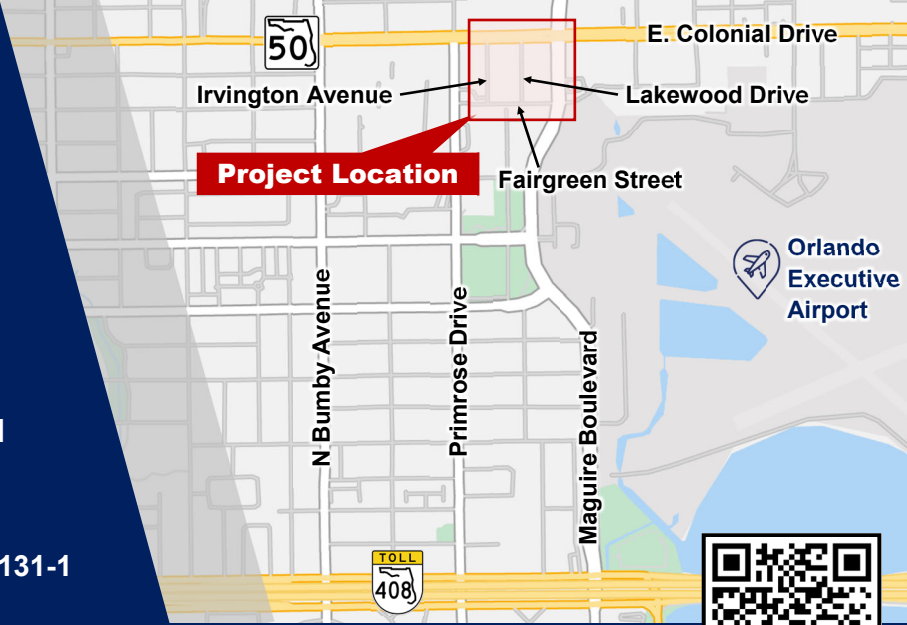 50
E. Colonial Drive
Irvington Avenue
Lakewood Drive
Project Location
Fairgreen Street
Orlando
Executive
Airport
N Bumby Avenue
Primrose Drive
Maguire Boulevard
131-1
TOLL
408